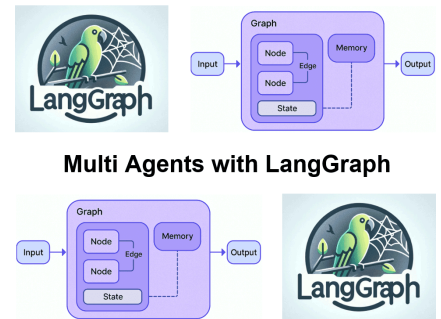 LangGraph
Graph
Node
Edge
Node
State
Memory
Input
Output
Multi Agents with LangGraph
Graph
Node
Edge
Node
State
Memory
Input
Output
LangGraph